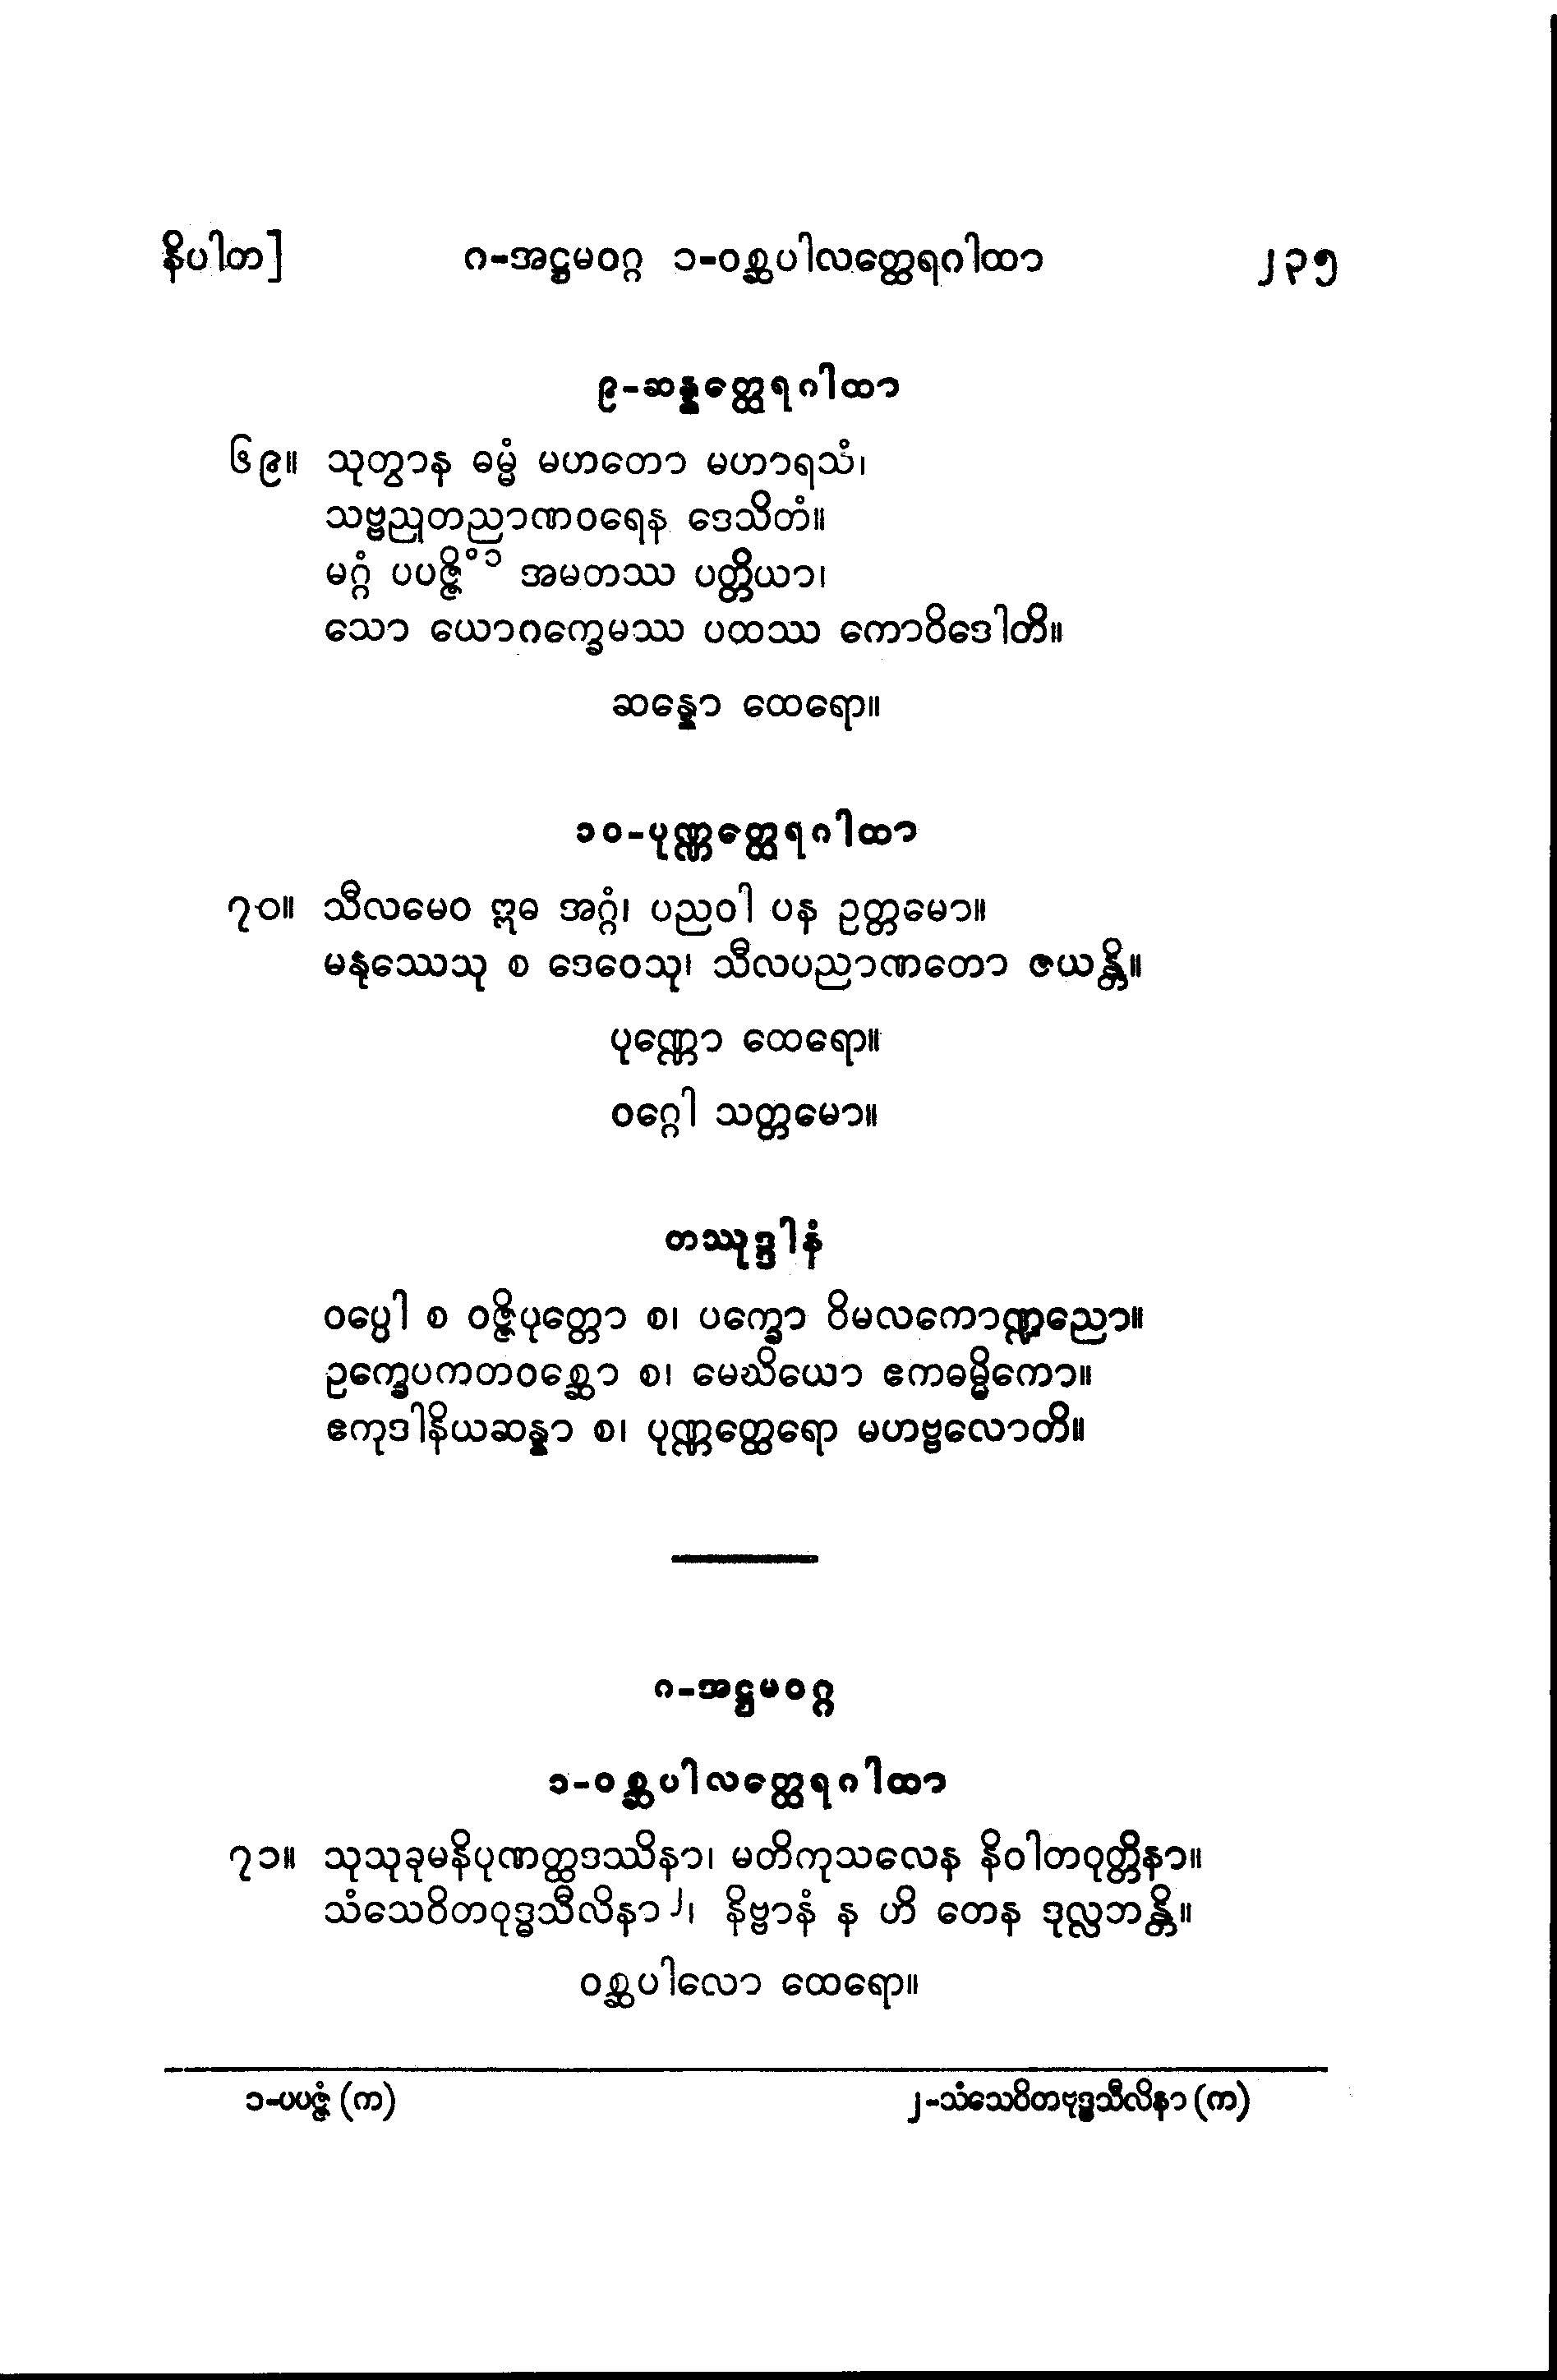 နိပါတ] ဂ-အဋ္ဌမဝဂ္ဂ ၁-ဝစ္ဆပါလတ္ထေရဂါထာ ၂၃၅
၉-ဆန္နတ္ထေရဂါထာ
၆၉။ သုတွာန ဓမ္မံ မဟတော မဟာရသံ၊
သဗ္ဗညုတညာဏဝရေန ဒေသိတံ။
မဂ္ဂံ ပပဇ္ဇိံ၁ အမတဿ ပတ္တိယာ၊
သော ယောဂက္ခေမဿ ပထဿ ကောဝိဒေါတိ။
ဆန္နော ထေရော။
၁၀-ပုဏ္ဏတ္ထေရဂါထာ
၇၀။ သီလမေဝ ဣဓ အဂ္ဂံ၊ ပညဝါ ပန ဥတ္တမော။
မနုဿေသု စ ဒေဝေသု၊ သီလပညာဏတော ဇယန္တိ။
ပုဏ္ဏော ထေရော။
ဝဂ္ဂေါ သတ္တမော။
တဿုဒ္ဒါနံ
ဝပ္ပေါ စ ဝဇ္ဇိပုတ္တော စ၊ ပက္ခော ဝိမလကောဏ္ဍညော။
ဥက္ခေပကတဝစ္ဆော စ၊ မေဃိယော ဧကဓမ္မိကော။
ဧကုဒါနိယဆန္နာ စ၊ ပုဏ္ဏတ္ထေရော မဟဗ္ဗလောတိ။
ဂ-အဋ္ဌမဝဂ္ဂ
၁-ဝစ္ဆပါလတ္ထေရဂါထာ
၇၁။ သုသုခုမနိပုဏတ္ထဒဿိနာ၊ မတိကုသလေန နိဝါတဝုတ္တိနာ။
သံသေဝိတဝုဒ္ဓသီလိနာ၂၊ နိဗ္ဗာနံ န ဟိ တေန ဒုလ္လဘန္တိ။
ဝစ္ဆပါလော ထေရော။
၁-ပပဇ္ဇံ (က) ၂-သံသေဝိတဗုဒ္ဓသီလိနာ (က)